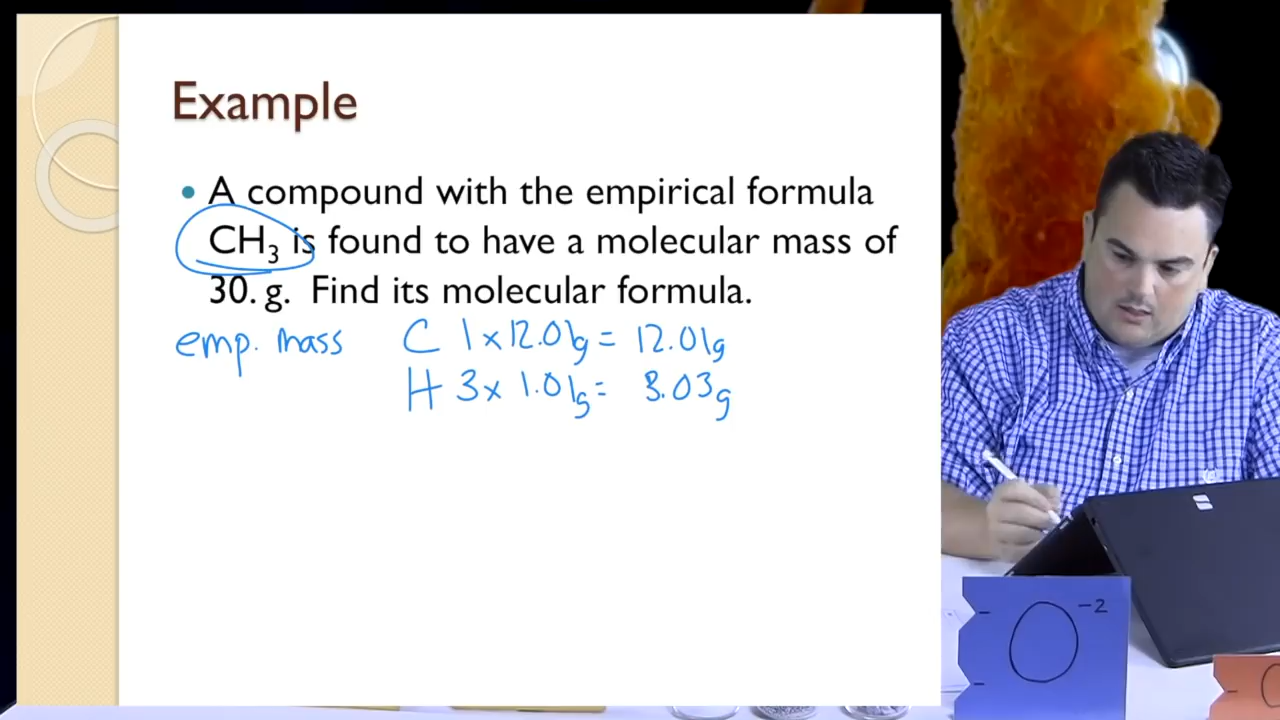 Example
• A compound with the empirical formula
CH₃ is found to have a molecular mass of
30. g. Find its molecular formula.
emp. mass C 1 x 12.01g = 12.01g
H 3 x 1.01g = 3.03g
- O -2
-
-